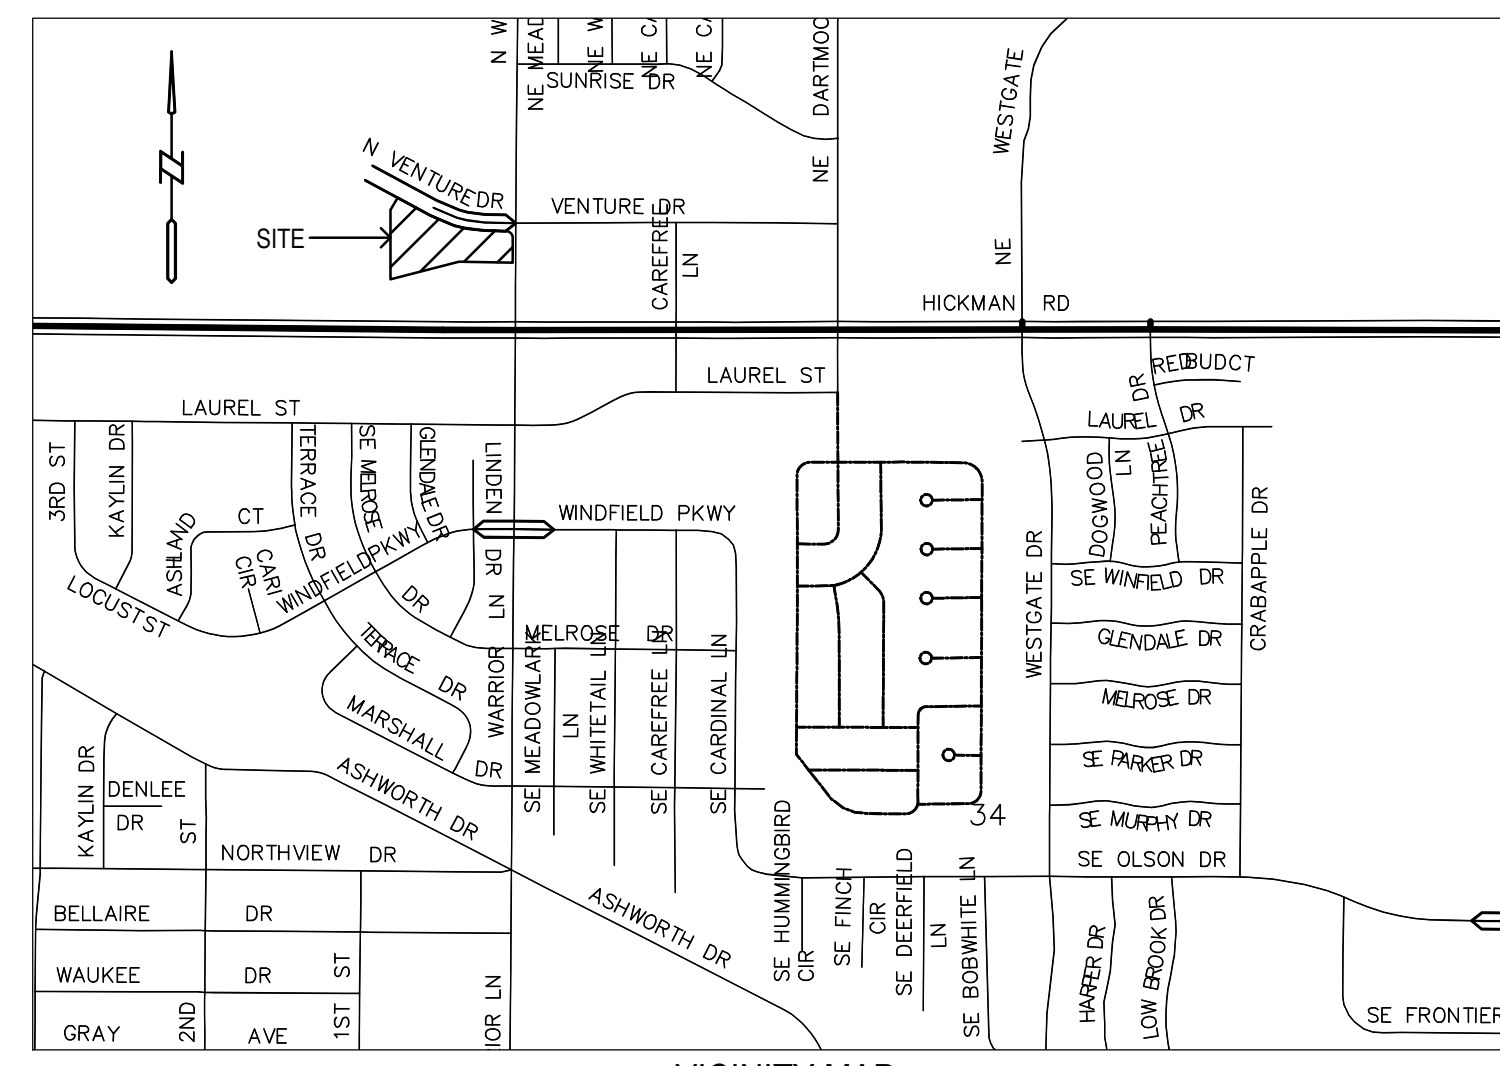 N W
NE MEAD
NE W
NE CA
NE CA
NE DARTMOO
SUNRISE DR
NE WESTGATE
N
N VENTURE DR
VENTURE DR
SITE
CAREFREE LN
HICKMAN RD
LAUREL ST
LAUREL ST
REDBUD CT
LAUREL DR
3RD ST
KAYLIN DR
TERRACE DR
SE MELROSE DR
GLENDALE DR
LINDEN DR
DOGWOOD LN
PEACHTREE DR
CRABAPPLE DR
ASHLAND CT
CARI CIR
WINDFIELD PKWY
WINDFIELD PKWY
LOCUST ST
WESTGATE DR
SE WINFIELD DR
MELROSE DR
GLENDALE DR
TERRACE DR
WARRIOR LN
SE MEADOWLARK LN
SE WHITETAIL LN
SE CAREFREE LN
SE CARDINAL LN
MELROSE DR
MARSHALL DR
SE PARKER DR
ASHWORTH DR
KAYLIN DR
DENLEE DR
34
SE MURPHY DR
NORTHVIEW DR
SE OLSON DR
ASHWORTH DR
SE HUMMINGBIRD CIR
SE FINCH CIR
SE DEERFIELD LN
SE BOBWHITE LN
HARPER DR
LOW BROOK DR
BELLAIRE DR
WAUKEE DR
GRAY AVE
2ND ST
1ST ST
IOR LN
SE FRONTIER
VICINITY MAP